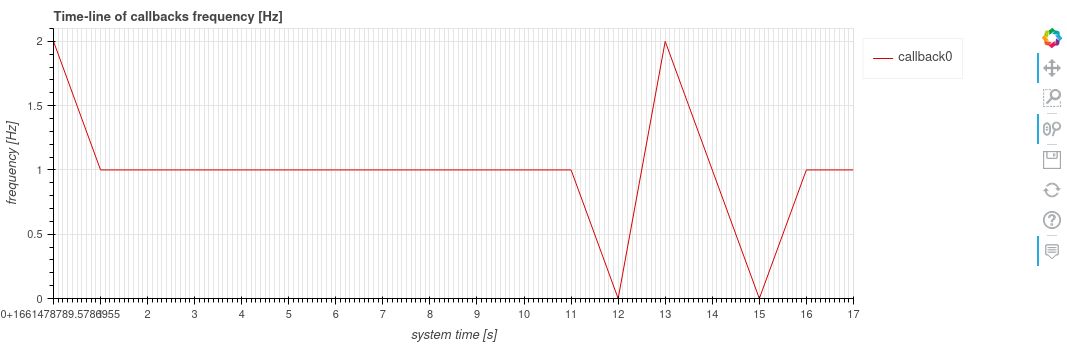 Time-line of callbacks frequency [Hz]
2
callback0
1.5
frequency [Hz]
1
0.5
0
0+1661478789.578 2 3 4 5 6 7 8 9 10 11 12 13 14 15 16 17
system time [s]